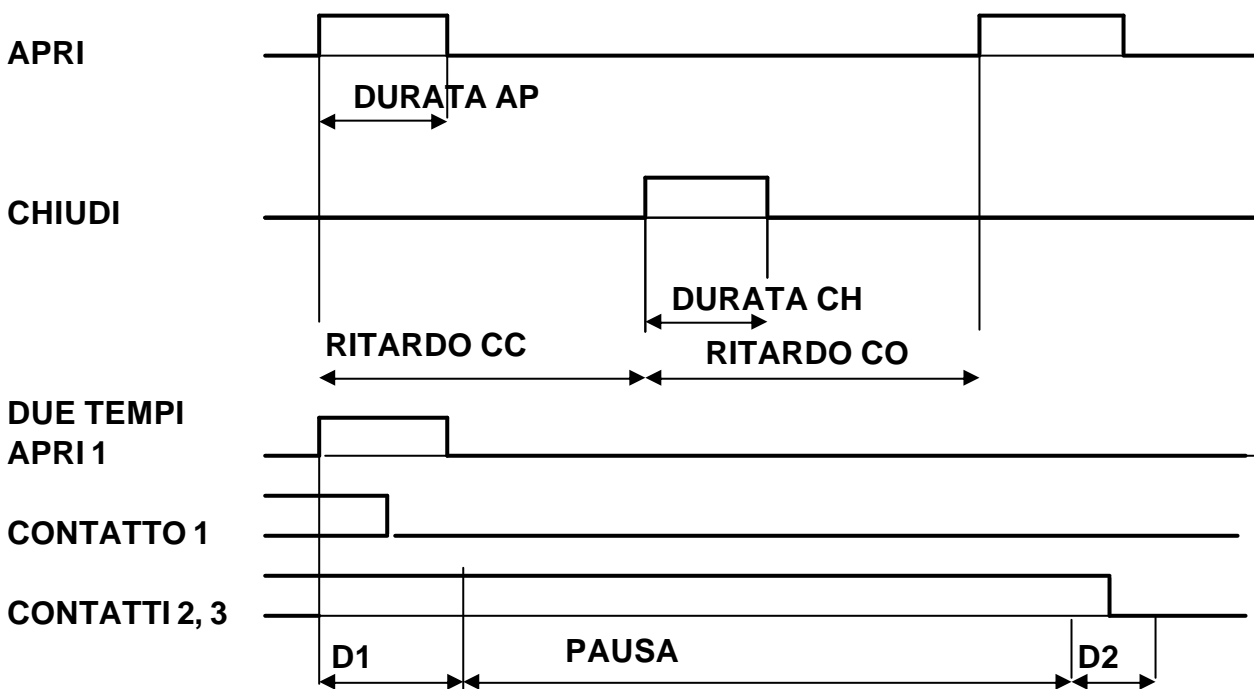 APRI
DURATA AP
CHIUDI
DURATA CH
RITARDO CC
RITARDO CO
DUE TEMPI
APRI 1
CONTATTO 1
CONTATTI 2, 3
D1
PAUSA
D2